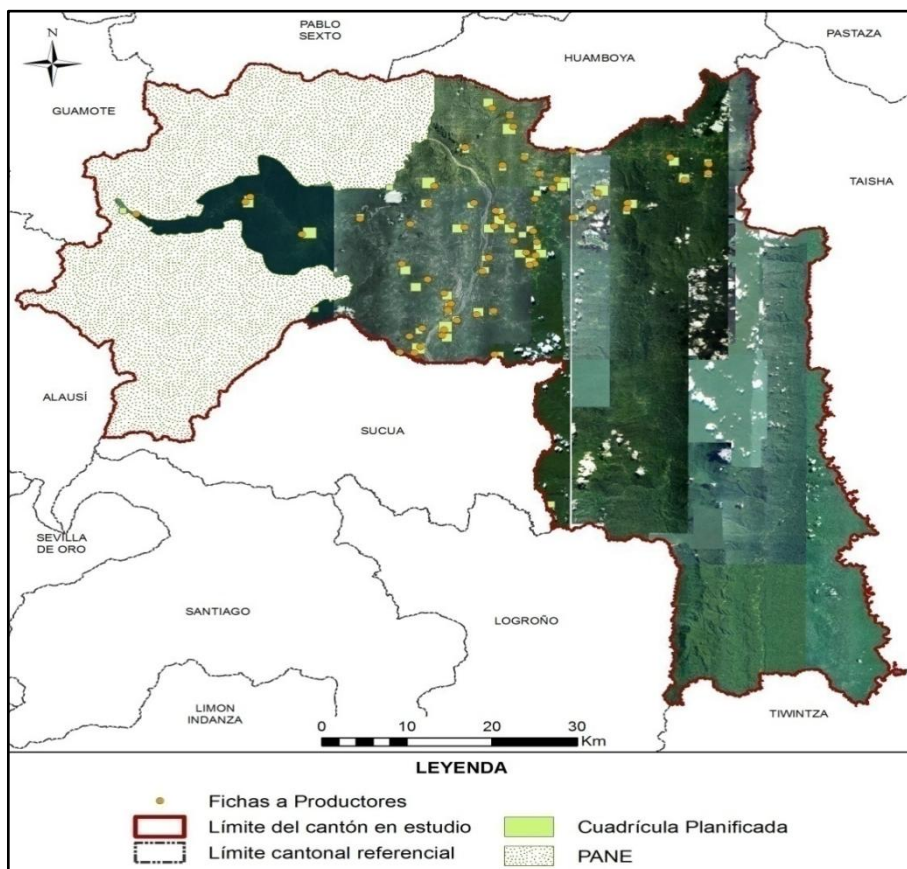 PABLO
SEXTO
PASTAZA
N
HUAMBOYA
GUAMOTE
TAISHA
ALAUSÍ
SUCUA
SEVILLA
DE ORO
SANTIAGO
LOGROÑO
LIMON
INDANZA
TIWINTZA
0 10 20 30
Km
LEYENDA
Fichas a Productores
Límite del cantón en estudio
Cuadrícula Planificada
Límite cantonal referencial
PANE